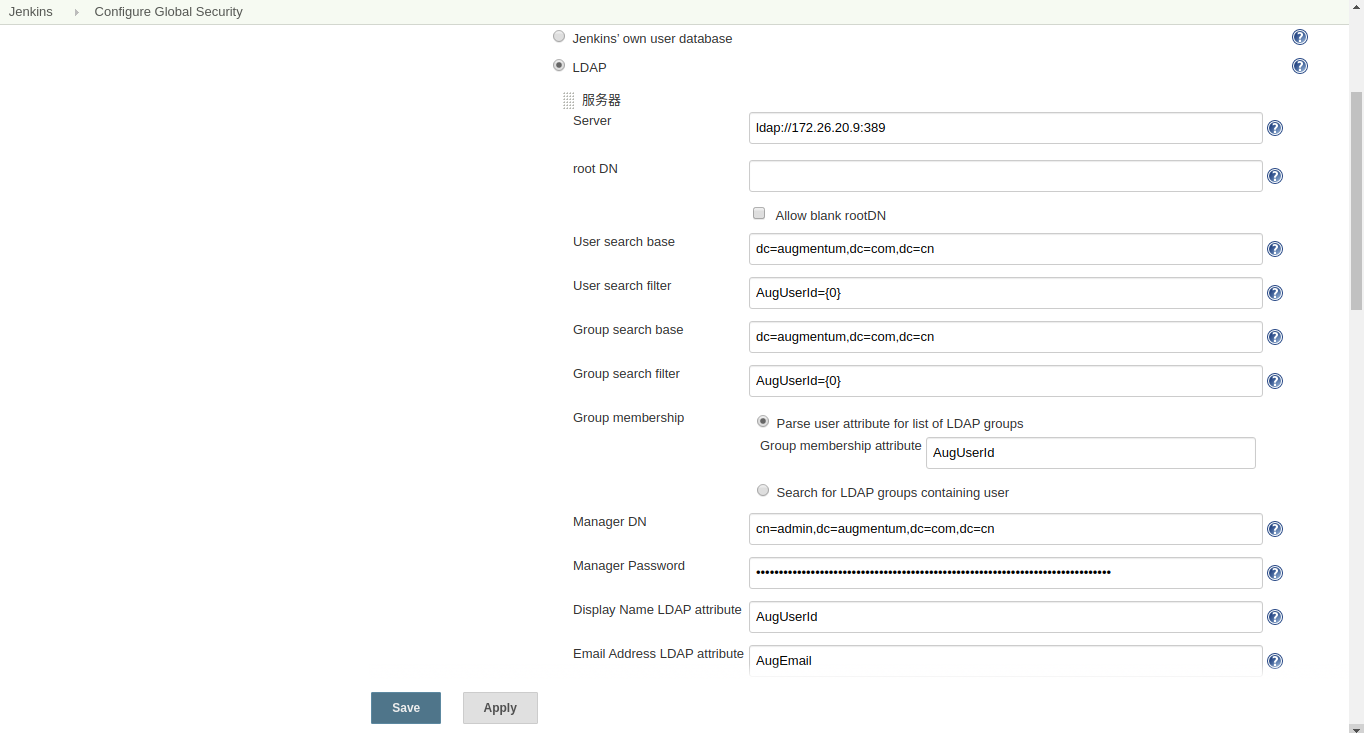 Jenkins Configure Global Security
Jenkins’ own user database
LDAP
服务器
Server ldap://172.26.20.9:389
root DN
Allow blank rootDN
User search base dc=augmentum,dc=com,dc=cn
User search filter AugUserId={0}
Group search base dc=augmentum,dc=com,dc=cn
Group search filter AugUserId={0}
Group membership Parse user attribute for list of LDAP groups
Group membership attribute AugUserId
Search for LDAP groups containing user
Manager DN cn=admin,dc=augmentum,dc=com,dc=cn
Manager Password
Display Name LDAP attribute AugUserId
Email Address LDAP attribute AugEmail
Save Apply